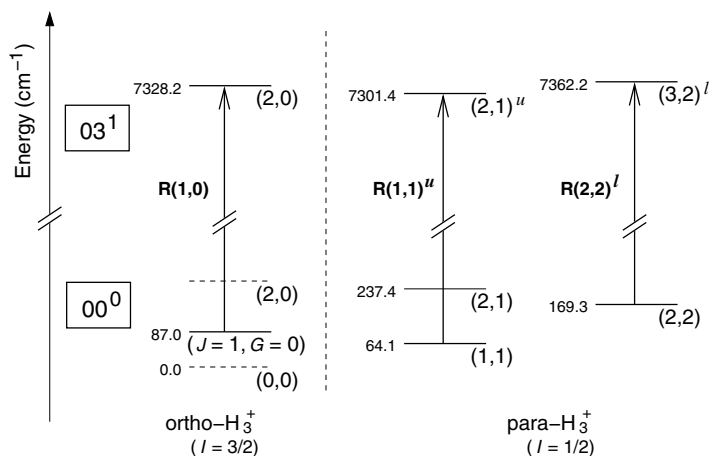 Energy (cm⁻¹)
03¹
00⁰
7328.2
(2,0)
R(1,0)
(2,0)
87.0
(J = 1, G = 0)
0.0
(0,0)
ortho−H₃⁺
(I = 3/2)
7301.4
(2,1)ᵘ
R(1,1)ᵘ
237.4
(2,1)
64.1
(1,1)
7362.2
(3,2)ˡ
R(2,2)ˡ
169.3
(2,2)
para−H₃⁺
(I = 1/2)